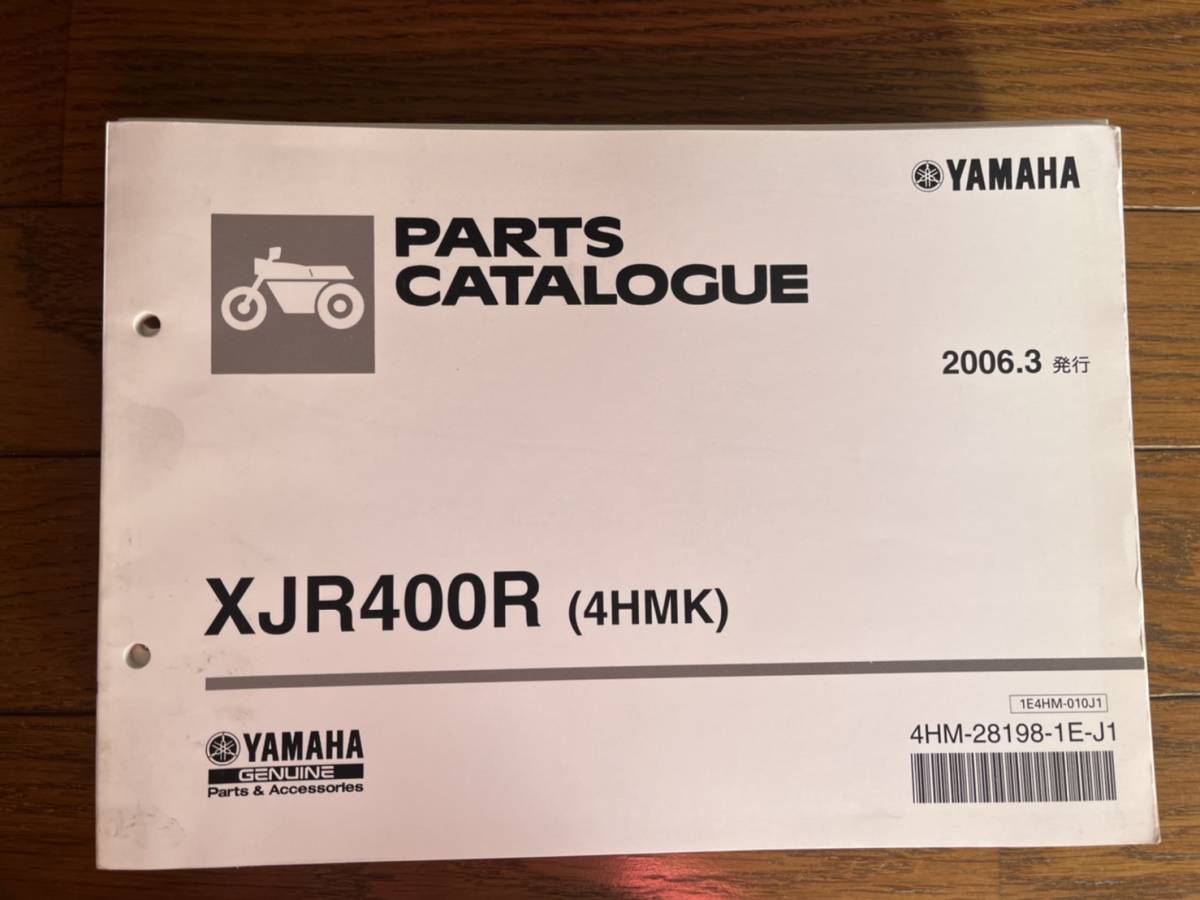 YAMAHA
PARTS
CATALOGUE
2006.3 発行
XJR400R (4HMK)
1E4HM-010J1
4HM-28198-1E-J1
YAMAHA
GENUINE
Parts & Accessories